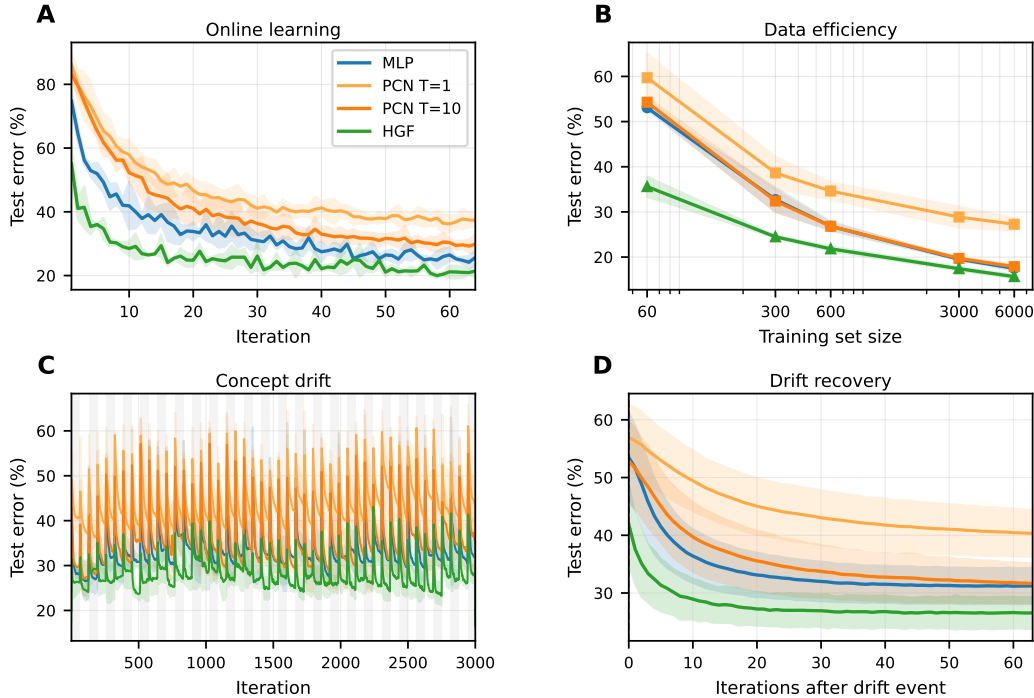 A
Online learning
Test error (%)
80
60
40
20
10 20 30 40 50 60
Iteration
MLP
PCN T=1
PCN T=10
HGF
B
Data efficiency
Test error (%)
60
50
40
30
20
60 300 600 3000 6000
Training set size
C
Concept drift
Test error (%)
60
50
40
30
20
500 1000 1500 2000 2500 3000
Iteration
D
Drift recovery
Test error (%)
60
50
40
30
0 10 20 30 40 50 60
Iterations after drift event